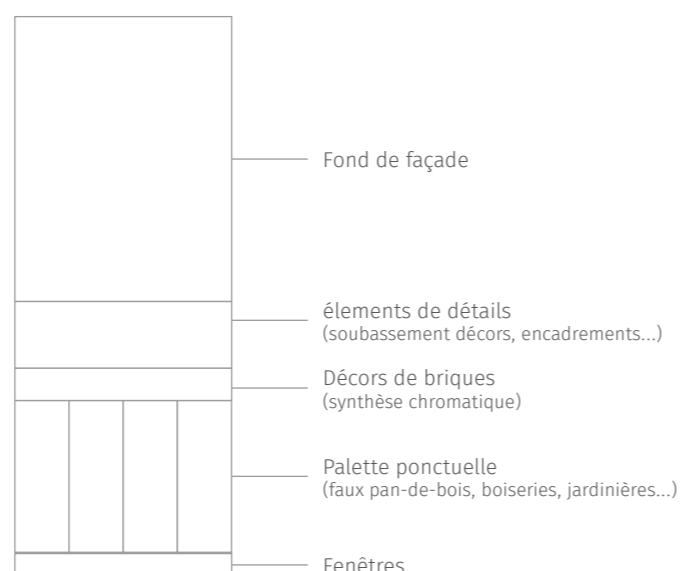 Fond de façade
élements de détails
(soubassement décors, encadrements...)
Décors de briques
(synthèse chromatique)
Palette ponctuelle
(faux pan-de-bois, boiseries, jardinières...)
Fenêtres